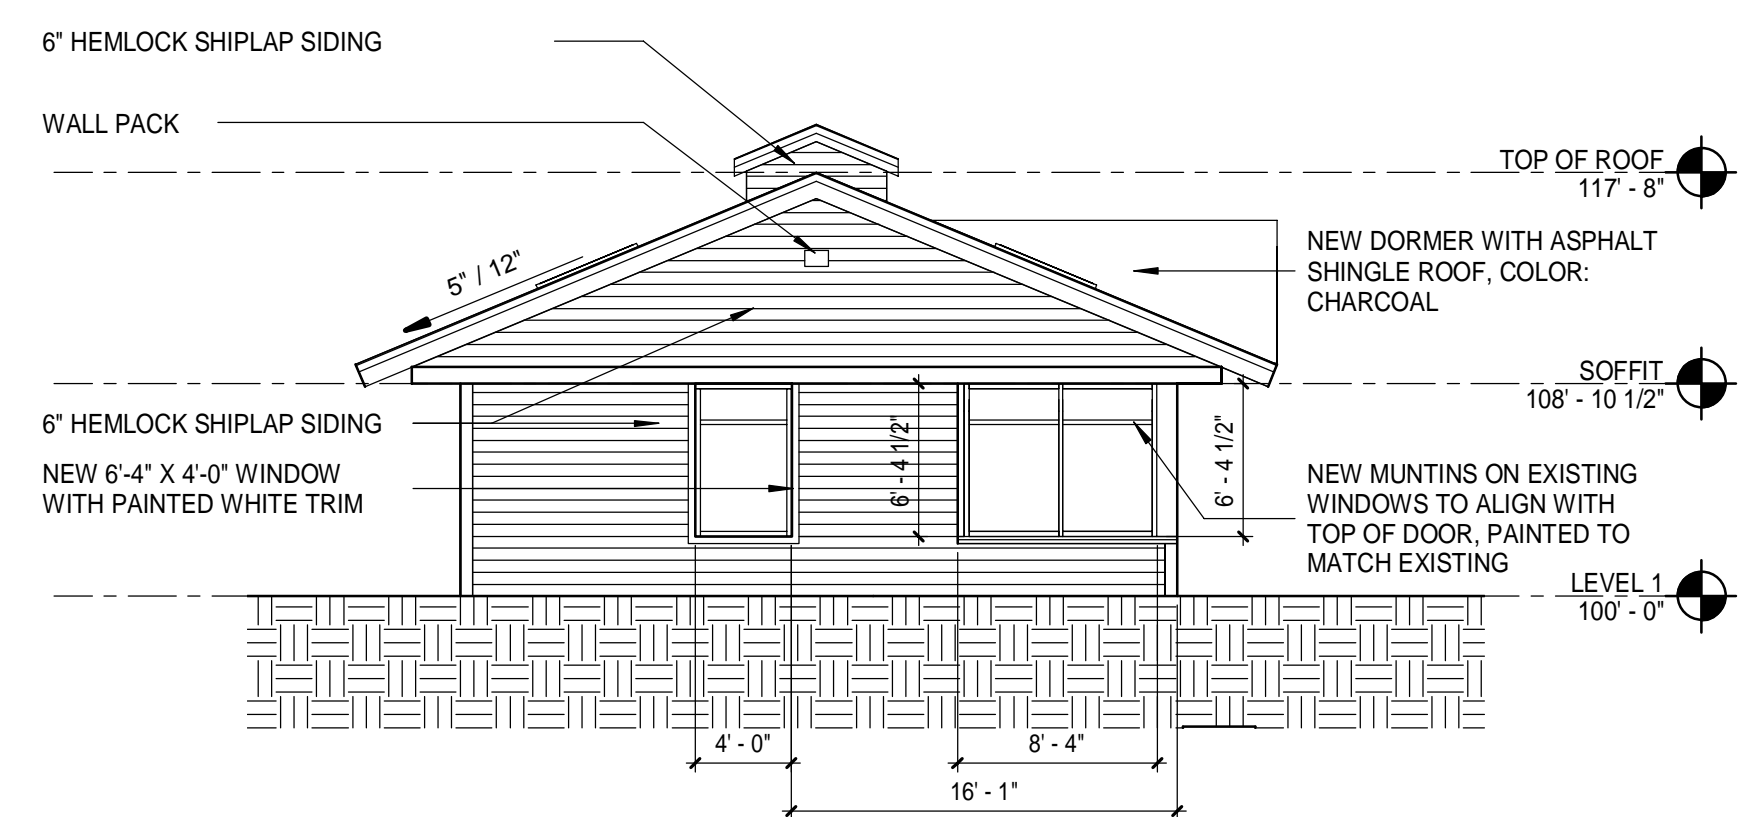 6" HEMLOCK SHIPLAP SIDING
WALL PACK
TOP OF ROOF
117' - 8"
5" / 12"
NEW DORMER WITH ASPHALT
SHINGLE ROOF, COLOR:
CHARCOAL
SOFFIT
108' - 10 1/2"
6" HEMLOCK SHIPLAP SIDING
NEW 6'-4" X 4'-0" WINDOW
WITH PAINTED WHITE TRIM
6' - 4 1/2"
6' - 4 1/2"
NEW MUNTINS ON EXISTING
WINDOWS TO ALIGN WITH
TOP OF DOOR, PAINTED TO
MATCH EXISTING
LEVEL 1
100' - 0"
4' - 0"
8' - 4"
16' - 1"